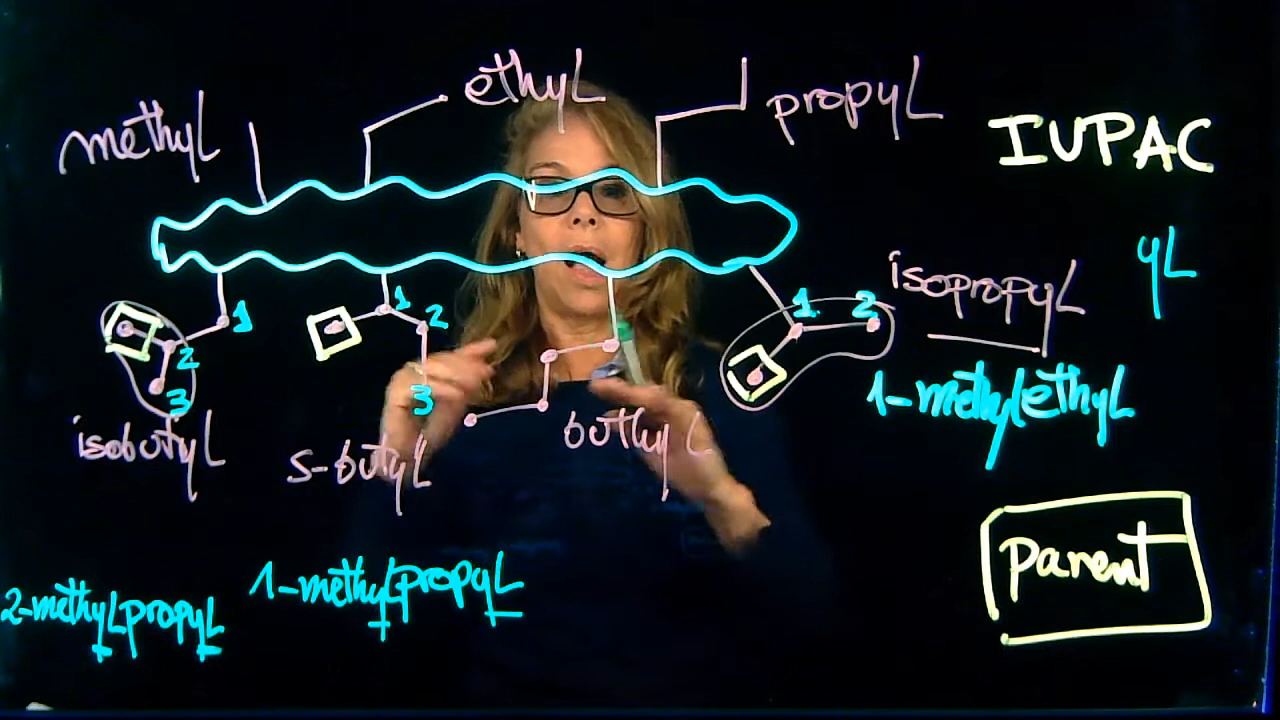 ethyL
propyL
methyL
IUPAC
yL
isopropyL
1 1 2 1. 2
2 3 3
1-methylethyL
isobutyL
s-butyL
buthyL
parent
1-methyLpropyL
2-methyLpropyL